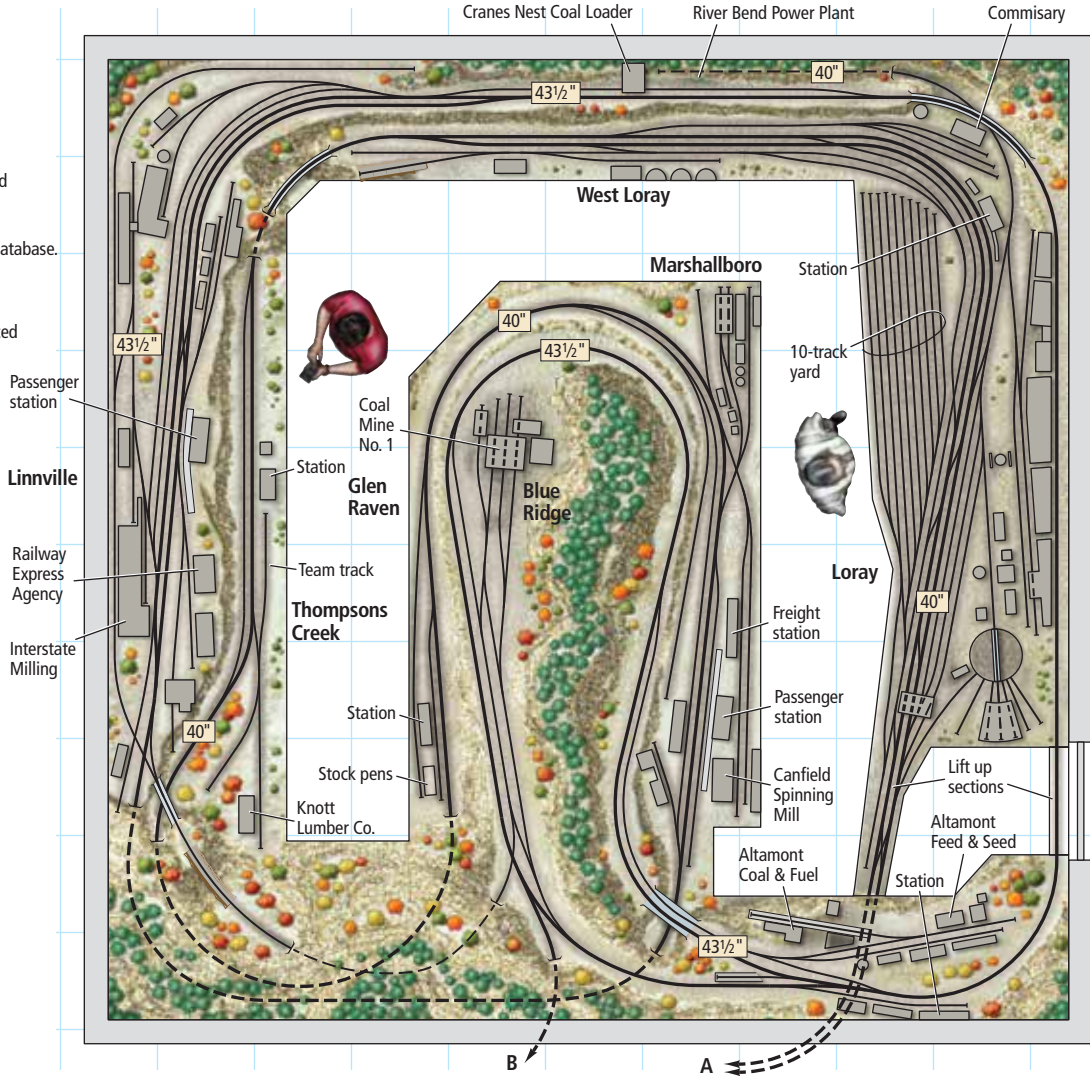 Cranes Nest Coal Loader
River Bend Power Plant
Commisary
40"
43½"
d
atabase.
ed
West Loray
Marshallboro
Station
10-track
yard
43½"
40"
43½"
Passenger
station
Coal
Mine
No. 1
Linnville
Station
Glen
Raven
Blue
Ridge
Railway
Express
Agency
Team track
Loray
Thompsons
Creek
40"
Freight
station
Interstate
Milling
Station
Passenger
station
40"
Stock pens
Canfield
Spinning
Mill
Lift up
sections
Knott
Lumber Co.
Altamont
Feed & Seed
Altamont
Coal & Fuel
Station
43½"
B
A